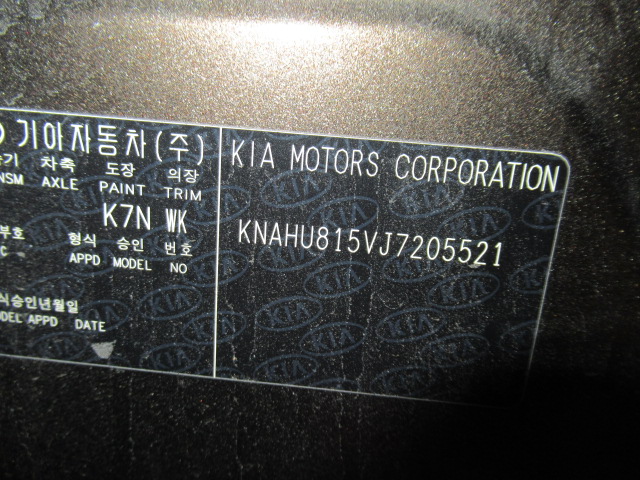 기아자동차(주)
차축 도장 의장
NSM AXLE PAINT TRIM
K7N WK
부호 형식 승인 번호
C APPD MODEL NO
식승인년월일
DEL APPD DATE
KIA MOTORS CORPORATION
KNAHU815VJ7205521